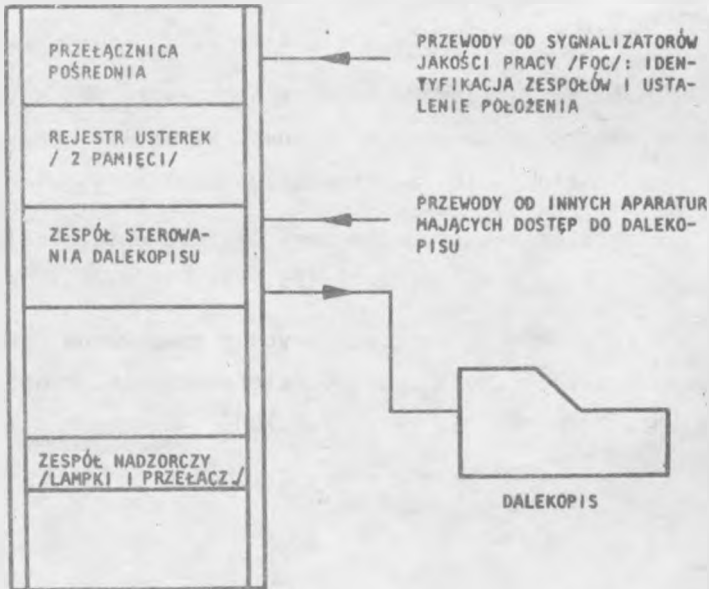 PRZEŁĄCZNICA
POŚREDNIA
REJESTR USTEREK
/ 2 PAMIĘCI/
ZESPÓŁ STEROWA-
NIA DALEKOPISU
ZESPÓŁ NADZORCZY
/LAMPKI I PRZEŁĄCZ./
PRZEWODY OD SYGNALIZATORÓW
JAKOŚCI PRACY /FQC/: IDEN-
TYFIKACJA ZESPOŁÓW I USTA-
LENIE POŁOŻENIA
PRZEWODY OD INNYCH APARATUR
MAJĄCYCH DOSTĘP DO DALEKO-
PISU
DALEKOPIS